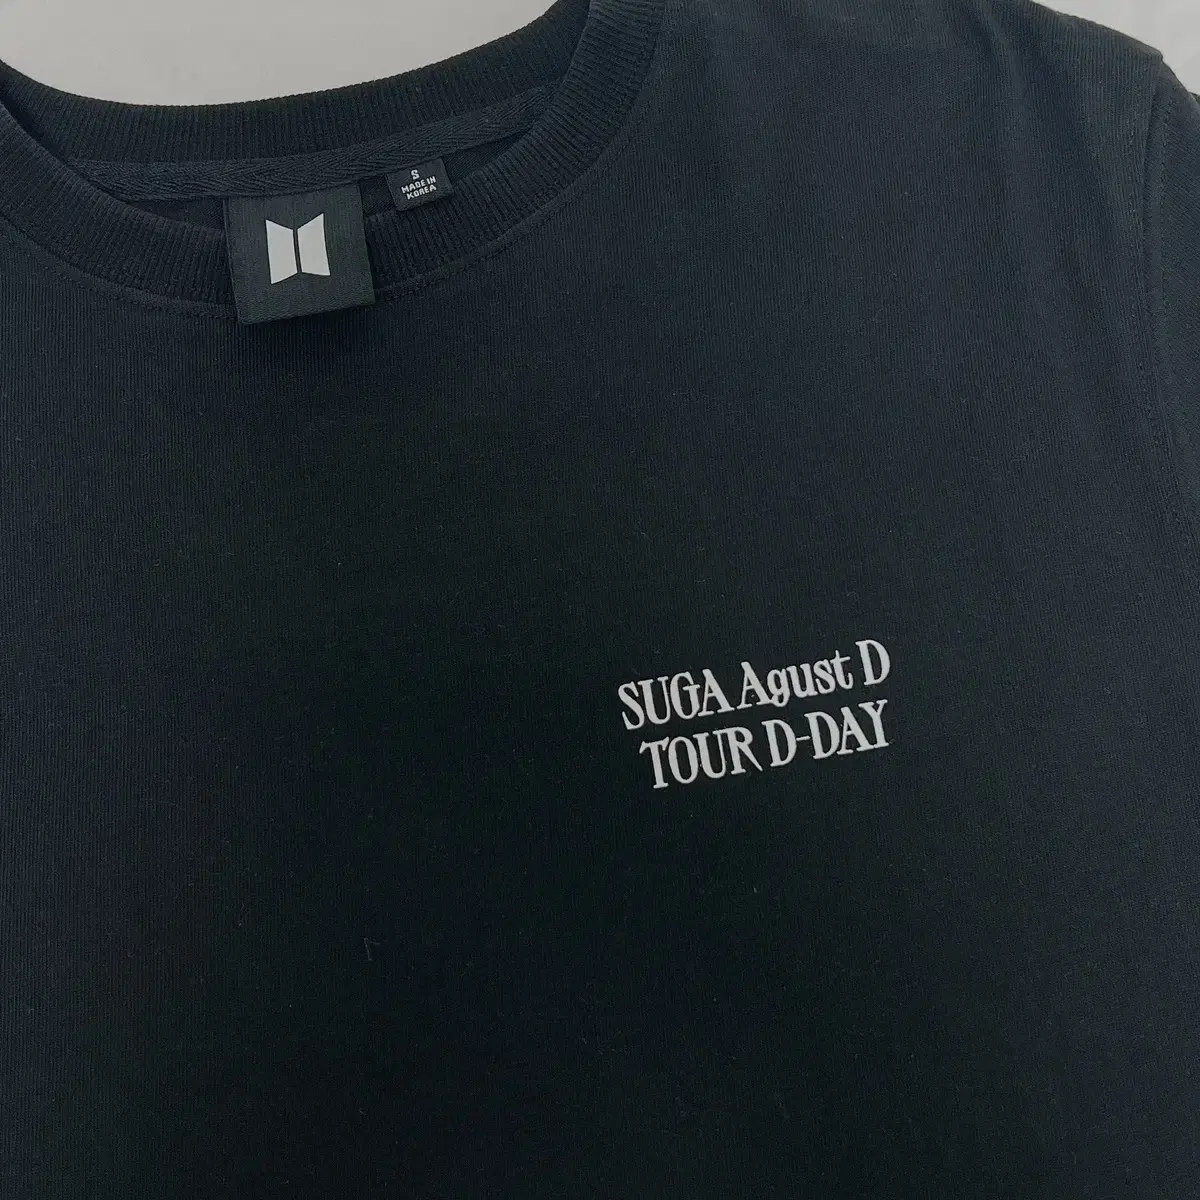 S
MADE IN
KOREA
SUGA Agust D
TOUR D-DAY